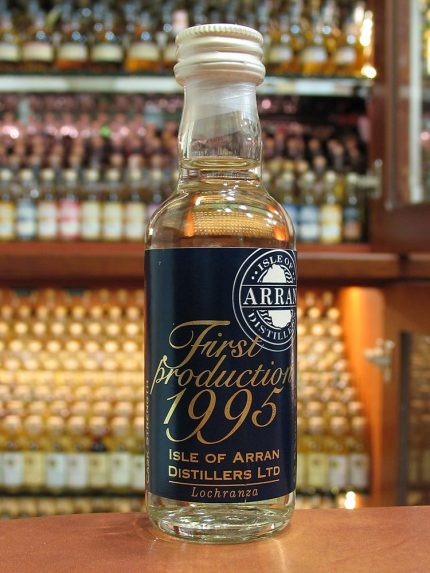 ISLE OF
ARRAN
DISTILLERS
First
production
1995
ISLE OF ARRAN
DISTILLERS LTD
Lochranza